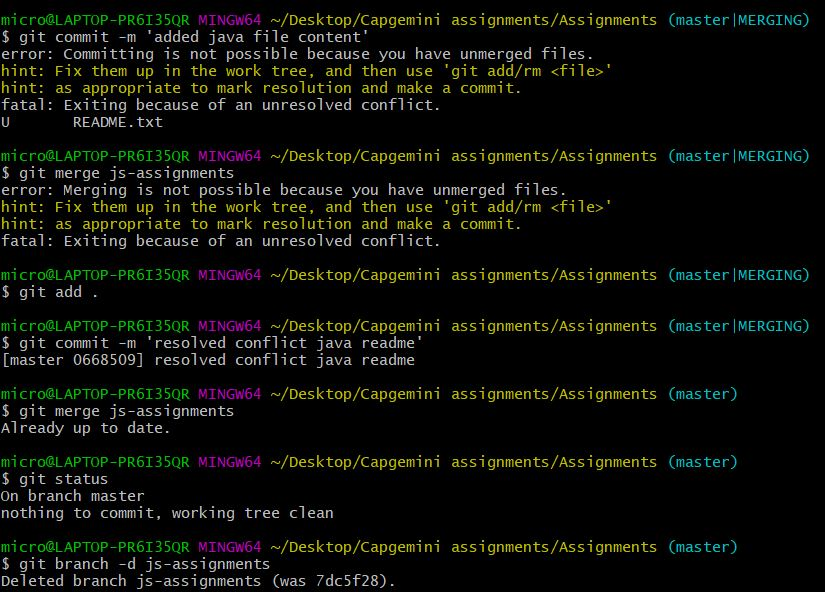 micro@LAPTOP-PR6I35QR MINGW64 ~/Desktop/Capgemini assignments/Assignments (master|MERGING)
$ git commit -m 'added java file content'
error: Committing is not possible because you have unmerged files.
hint: Fix them up in the work tree, and then use 'git add/rm <file>'
hint: as appropriate to mark resolution and make a commit.
fatal: Exiting because of an unresolved conflict.
U       README.txt
micro@LAPTOP-PR6I35QR MINGW64 ~/Desktop/Capgemini assignments/Assignments (master|MERGING)
$ git merge js-assignments
error: Merging is not possible because you have unmerged files.
hint: Fix them up in the work tree, and then use 'git add/rm <file>'
hint: as appropriate to mark resolution and make a commit.
fatal: Exiting because of an unresolved conflict.
micro@LAPTOP-PR6I35QR MINGW64 ~/Desktop/Capgemini assignments/Assignments (master|MERGING)
$ git add .
micro@LAPTOP-PR6I35QR MINGW64 ~/Desktop/Capgemini assignments/Assignments (master|MERGING)
$ git commit -m 'resolved conflict java readme'
[master 0668509] resolved conflict java readme
micro@LAPTOP-PR6I35QR MINGW64 ~/Desktop/Capgemini assignments/Assignments (master)
$ git merge js-assignments
Already up to date.
micro@LAPTOP-PR6I35QR MINGW64 ~/Desktop/Capgemini assignments/Assignments (master)
$ git status
On branch master
nothing to commit, working tree clean
micro@LAPTOP-PR6I35QR MINGW64 ~/Desktop/Capgemini assignments/Assignments (master)
$ git branch -d js-assignments
Deleted branch js-assignments (was 7dc5f28).